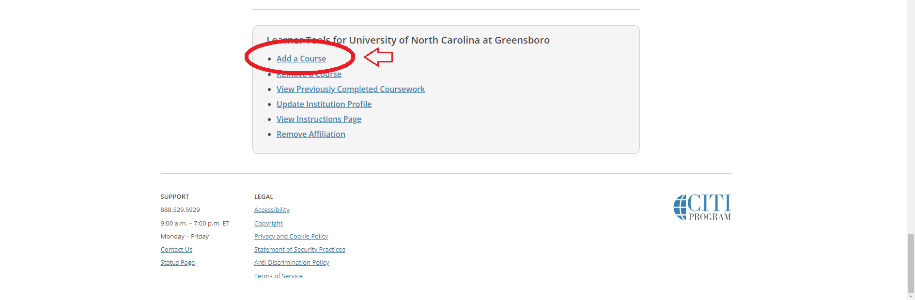 Learner Tools for University of North Carolina at Greensboro
Add a Course
Remove a Course
View Previously Completed Coursework
Update Institution Profile
View Instructions Page
Remove Affiliation
SUPPORT
888.529.5929
9:00 a.m. – 7:00 p.m. ET
Monday – Friday
Contact Us
Status Page
LEGAL
Accessibility
Copyright
Privacy and Cookie Policy
Statement of Security Practices
Anti-Discrimination Policy
Terms of Service
CITI
PROGRAM